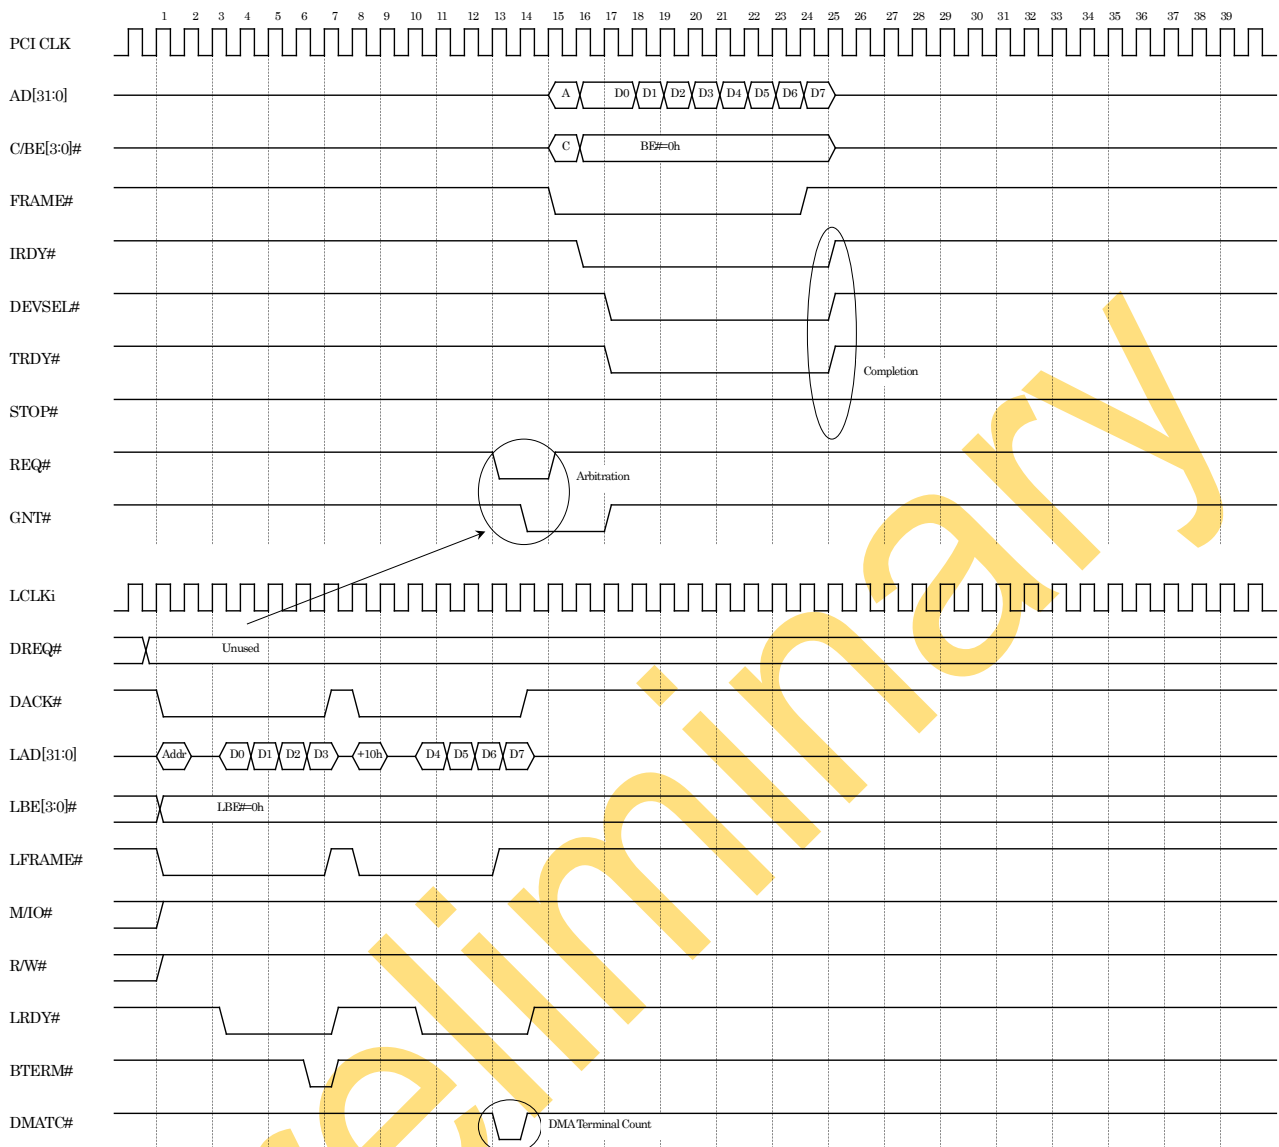 1 2 3 4 5 6 7 8 9 10 11 12 13 14 15 16 17 18 19 20 21 22 23 24 25 26 27 28 29 30 31 32 33 34 35 36 37 38 39
PCI CLK
AD[31:0] A D0 D1 D2 D3 D4 D5 D6 D7
C/BE[3:0]# C BE#=0h
FRAME#
IRDY#
DEVSEL#
TRDY#
Completion
STOP#
REQ#
Arbitration
GNT#
LCLKi
DREQ# Unused
DACK#
LAD[31:0] Addr D0 D1 D2 D3 +10h D4 D5 D6 D7
LBE[3:0]# LBE#=0h
LFRAME#
M/IO#
R/W#
LRDY#
BTERM#
DMATC# DMA Terminal Count
eliminary